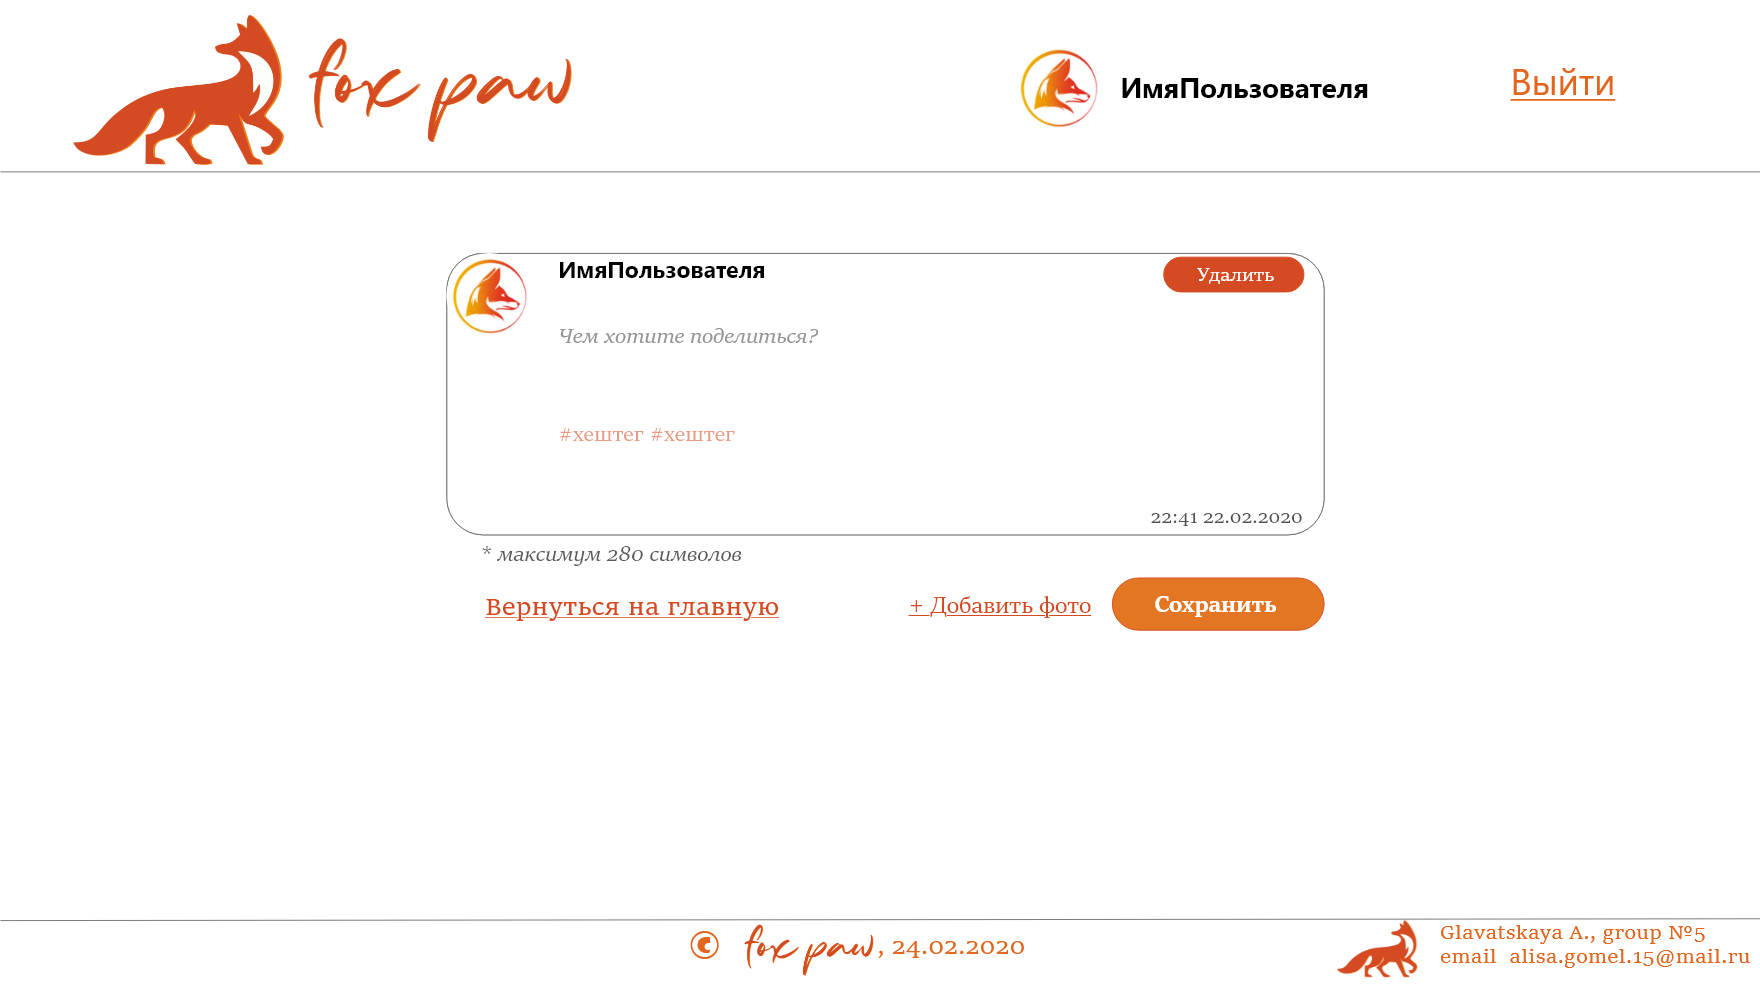 fox paw
ИмяПользователя
Выйти
ИмяПользователя
Удалить
Чем хотите поделиться?
#хештег #хештег
22:41 22.02.2020
* максимум 280 символов
Вернуться на главную
+ Добавить фото
Сохранить
© fox paw, 24.02.2020
Glavatskaya A., group №5
email alisa.gomel.15@mail.ru